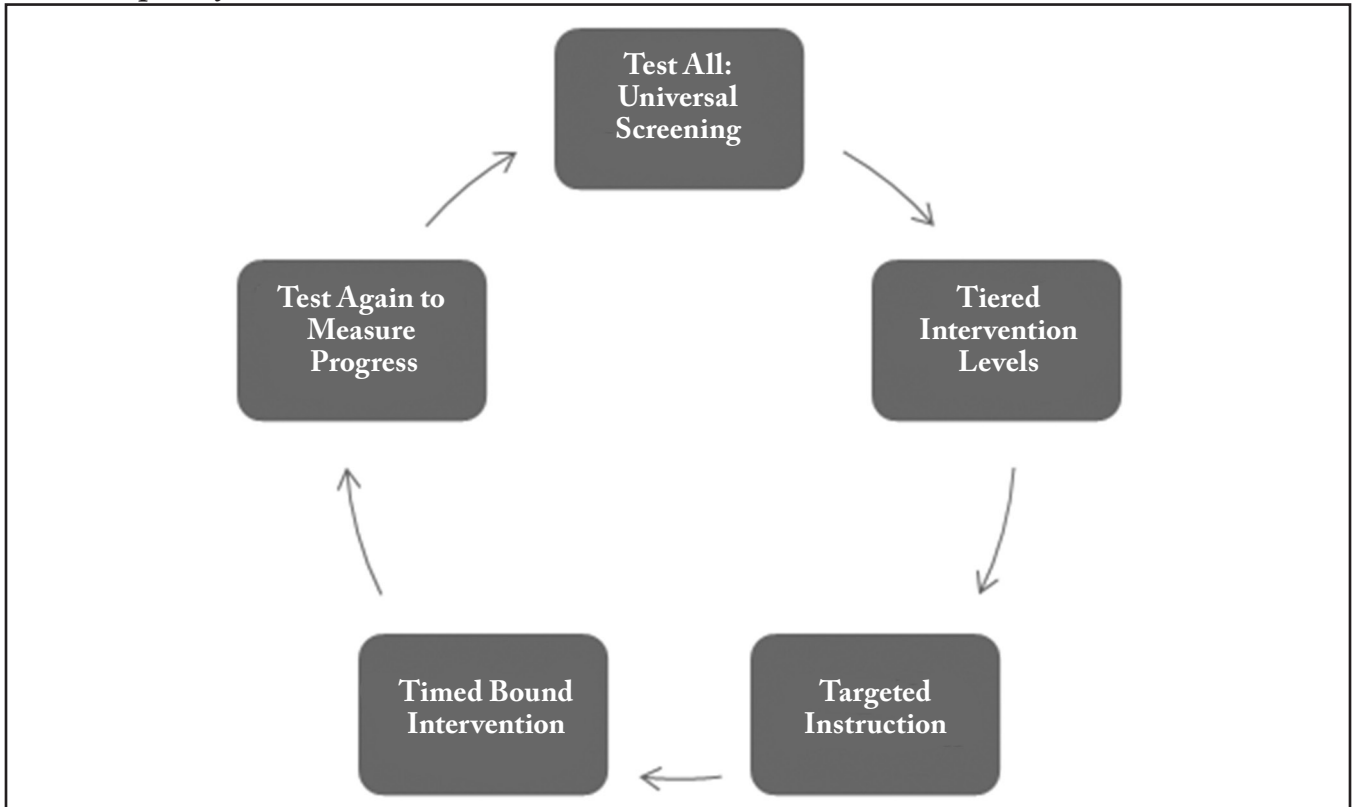 Test All:
Universal
Screening
Test Again to
Measure
Progress
Tiered
Intervention
Levels
Timed Bound
Intervention
Targeted
Instruction